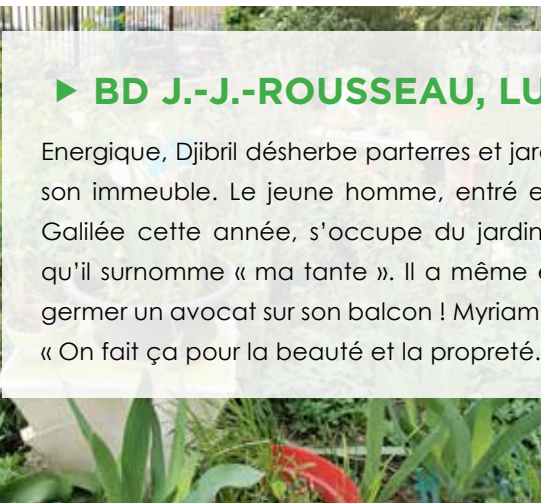 BD J.-J.-ROUSSEAU,
Energique, Djibril désherbe parterres et
son immeuble. Le jeune homme, entré
Galilée cette année, s’occupe du jardin
qu’il surnomme « ma tante ». Il a même
germer un avocat sur son balcon ! Myriam
« On fait ça pour la beauté et la propreté.